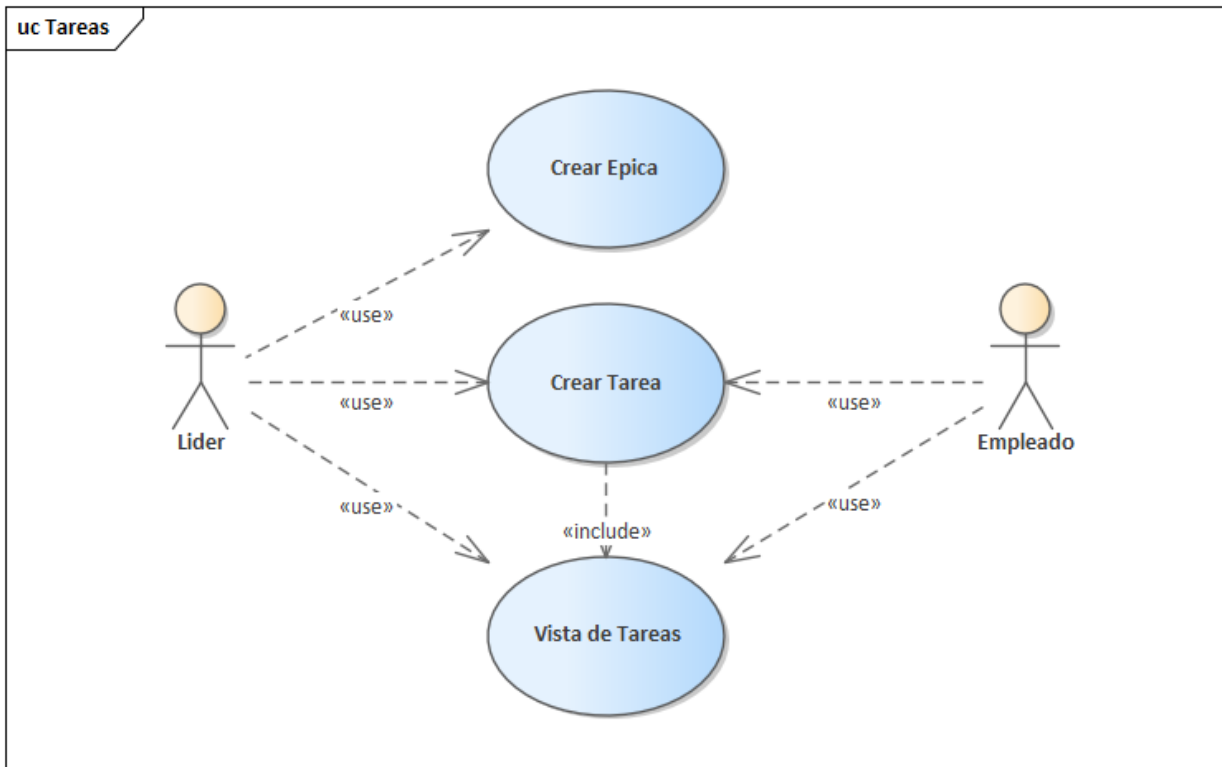 uc Tareas
Crear Epica
«use»
Crear Tarea
«use»
«use»
Lider
Empleado
«use»
«use»
«include»
Vista de Tareas